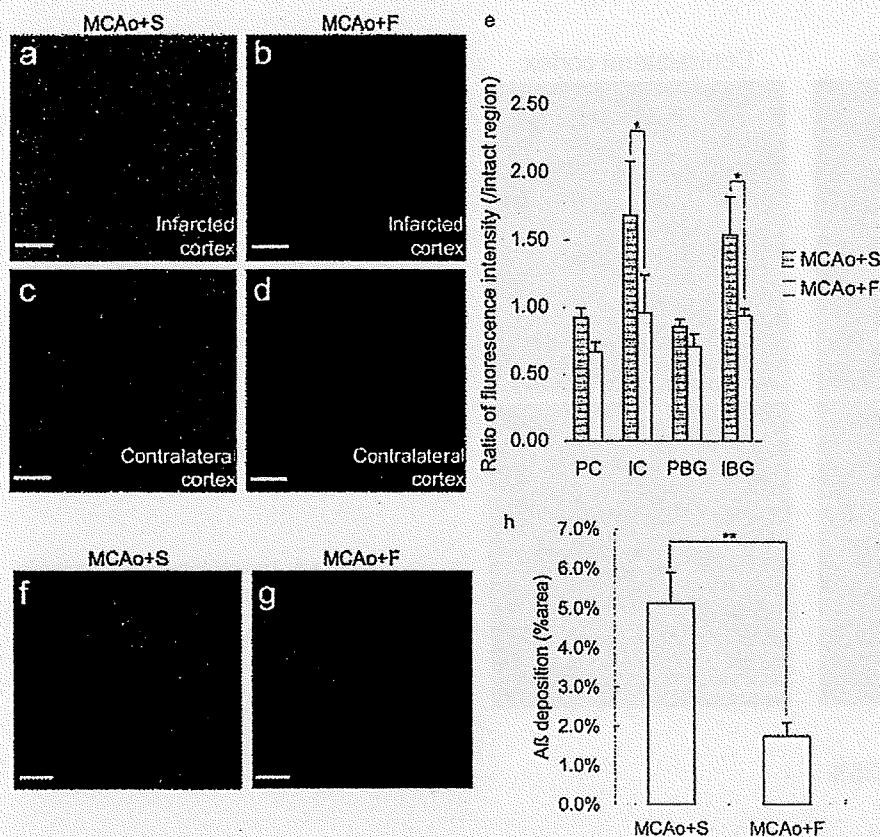 MCAo+S
MCAo+F
a
Infarcted
cortex
b
Infarcted
cortex
c
Contralateral
cortex
d
Contralateral
cortex
e
Ratio of fluorescence intensity (/intact region)
2.50
2.00
1.50
1.00
0.50
0.00
*
*
PC
IC
PBG
IBG
MCAo+S
MCAo+F
MCAo+S
MCAo+F
f
g
h
Aß deposition (%area)
7.0%
6.0%
5.0%
4.0%
3.0%
2.0%
1.0%
0.0%
**
MCAo+S
MCAo+F